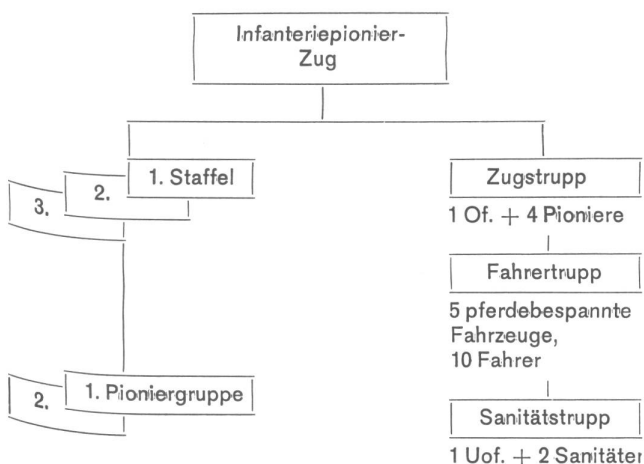 Infanteriepionier-
Zug
1. Staffel
2.
3.
1. Pioniergruppe
2.
Zugstrupp
1 Of. + 4 Pioniere
Fahrertrupp
5 pferdebespannte
Fahrzeuge,
10 Fahrer
Sanitätstrupp
1 Uof. + 2 Sanitäter